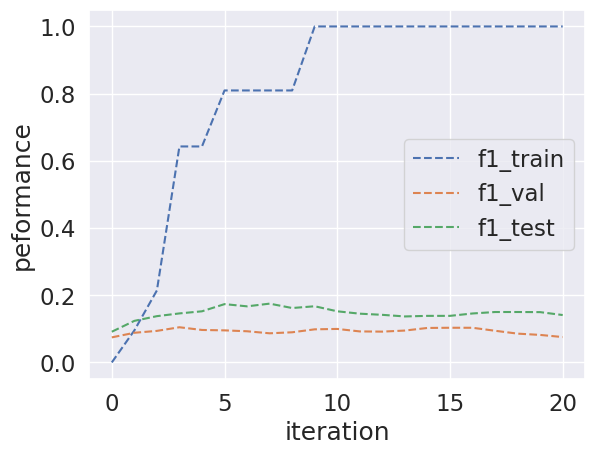 1.0
0.8
0.6
0.4
0.2
0.0
peformance
f1_train
f1_val
f1_test
0 5 10 15 20
iteration